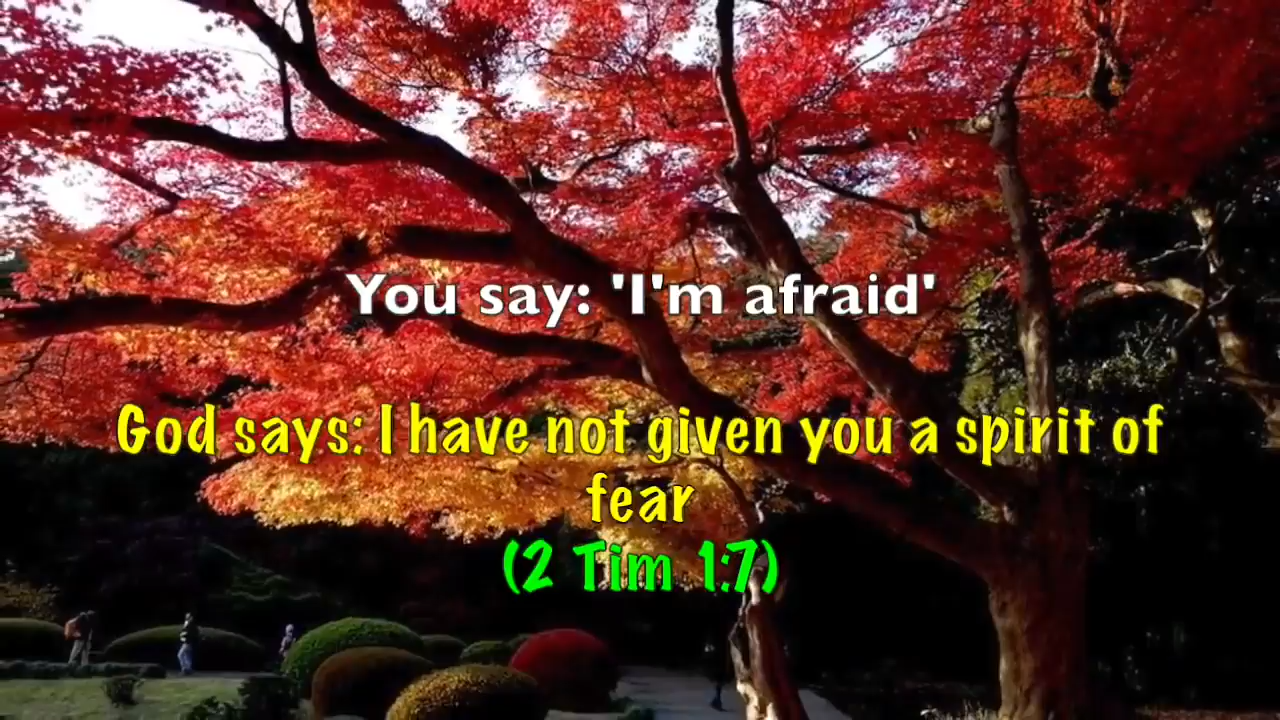 You say: 'I'm afraid'
God says: I have not given you a spirit of
fear
(2 Tim 1:7)